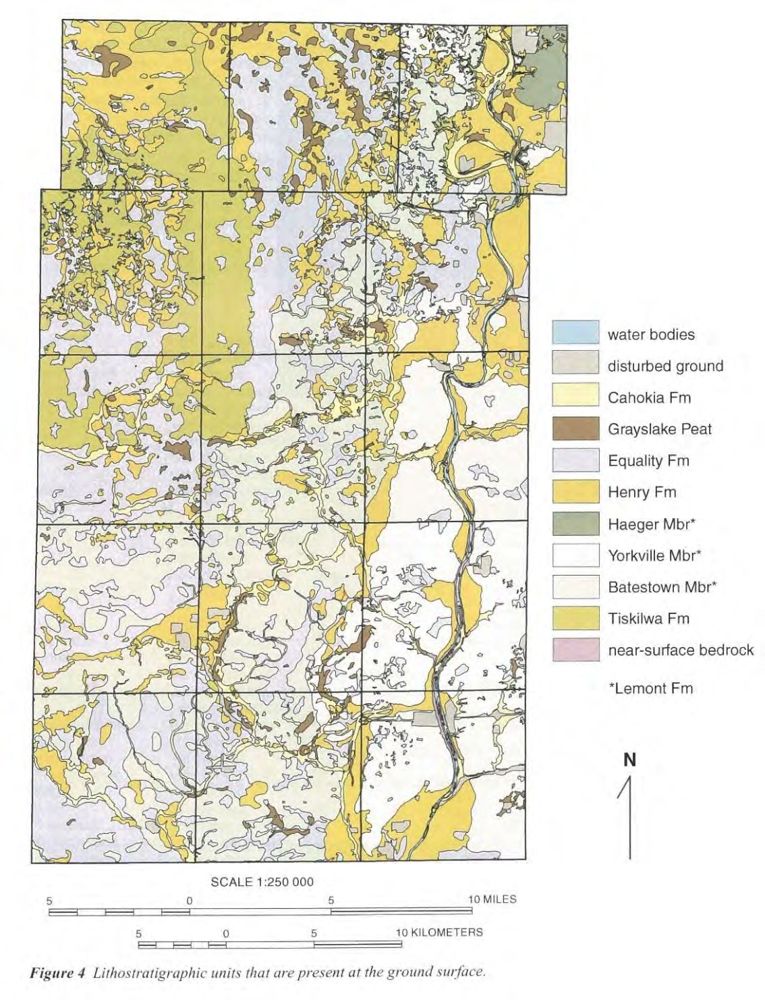 water bodies
disturbed ground
Cahokia Fm
Grayslake Peat
Equality Fm
Henry Fm
Haeger Mbr*
Yorkville Mbr*
Batestown Mbr*
Tiskilwa Fm
near-surface bedrock
*Lemont Fm
N
SCALE 1:250 000
5 0 5 10 MILES
5 0 5 10 KILOMETERS
Figure 4 Lithostratigraphic units that are present at the ground surface.